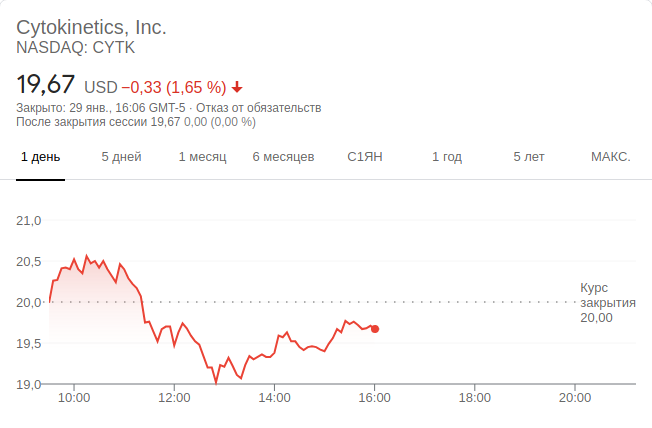 Cytokinetics, Inc.
NASDAQ: CYTK
19,67 USD −0,33 (1,65 %)
Закрыто: 29 янв., 16:06 GMT-5 · Отказ от обязательств
После закрытия сессии 19,67 0,00 (0,00 %)
1 день 5 дней 1 месяц 6 месяцев С1ЯН 1 год 5 лет МАКС.
21,0
20,5
20,0
19,5
19,0
Курс
закрытия
20,00
10:00 12:00 14:00 16:00 18:00 20:00